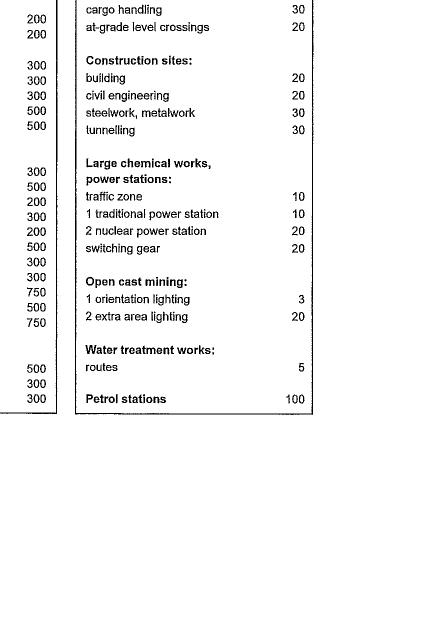 200
200
300
300
300
500
500
300
500
200
300
200
500
300
300
750
500
750
500
300
300
cargo handling 30
at-grade level crossings 20
Construction sites:
building 20
civil engineering 20
steelwork, metalwork 30
tunnelling 30
Large chemical works,
power stations:
traffic zone 10
1 traditional power station 10
2 nuclear power station 20
switching gear 20
Open cast mining:
1 orientation lighting 3
2 extra area lighting 20
Water treatment works:
routes 5
Petrol stations 100